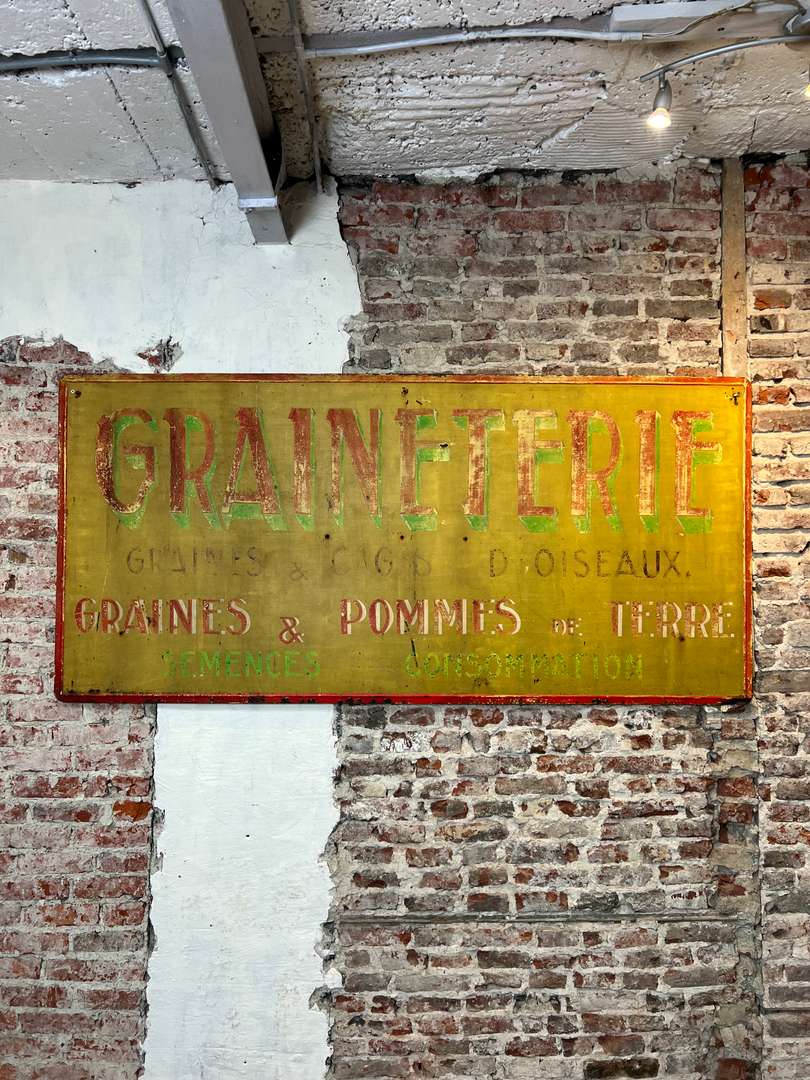 GRAINETERIE
GRAINES & CAGES D'OISEAUX.
GRAINES & POMMES DE TERRE
SEMENCES CONSOMMATION